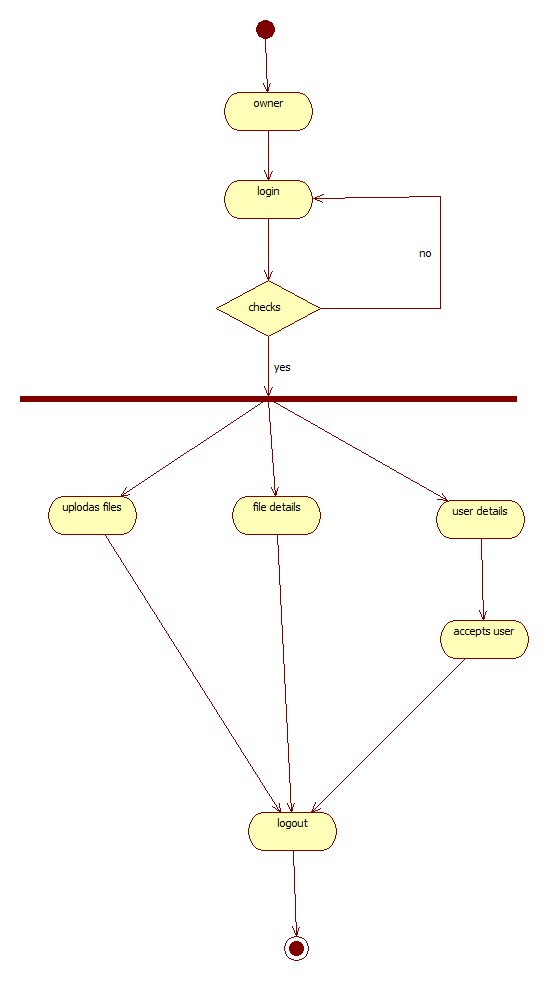 owner
login
no
checks
yes
uplodas files
file details
user details
accepts user
logout